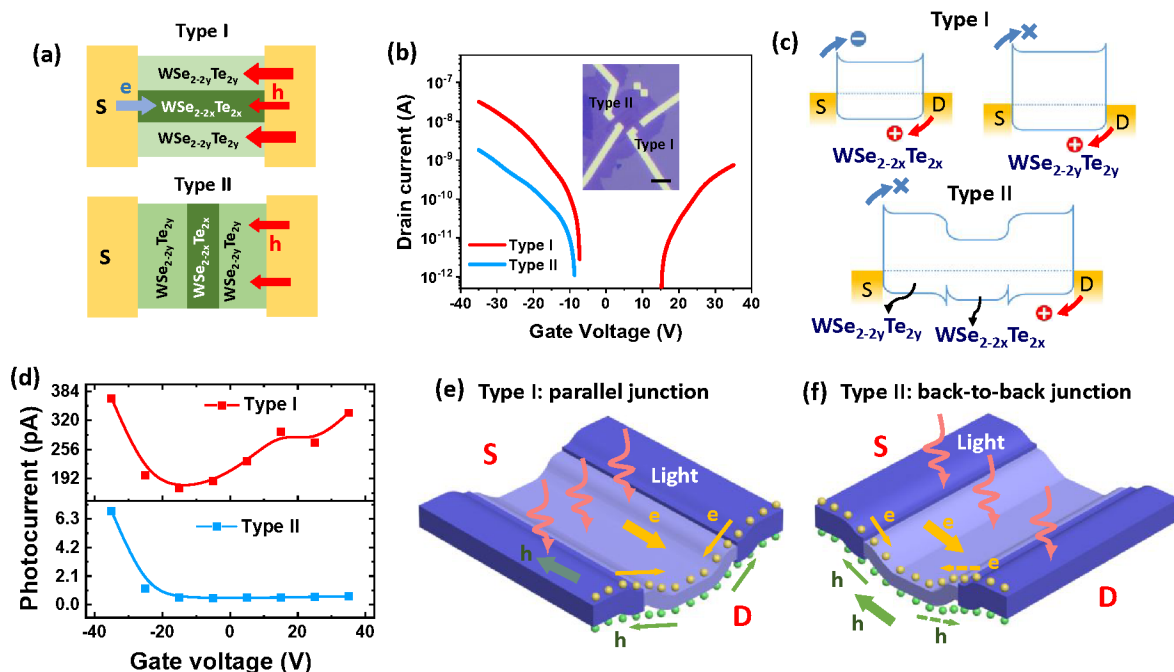 (a)
Type I
WSe2-2yTe2y
e
h
S
WSe2-2xTe2x
WSe2-2yTe2y
Type II
S
WSe2-2yTe2y
WSe2-2xTe2x
WSe2-2yTe2y
h
(b)
Drain current (A)
10^-7
10^-8
10^-9
10^-10
10^-11
10^-12
Type II
Type I
Type I
Type II
-40 -20 0 20 40
Gate Voltage (V)
(c)
Type I
S D
WSe2-2xTe2x
S D
WSe2-2yTe2y
Type II
S D
WSe2-2yTe2y
WSe2-2xTe2x
(d)
Photocurrent (pA)
384
320
256
192
Type I
6.3
4.2
2.1
0.0
Type II
-40 -20 0 20 40
Gate voltage (V)
(e) Type I: parallel junction
S
Light
e
e
h
h
h
D
(f) Type II: back-to-back junction
S
Light
e
e
e
h
h
h
D